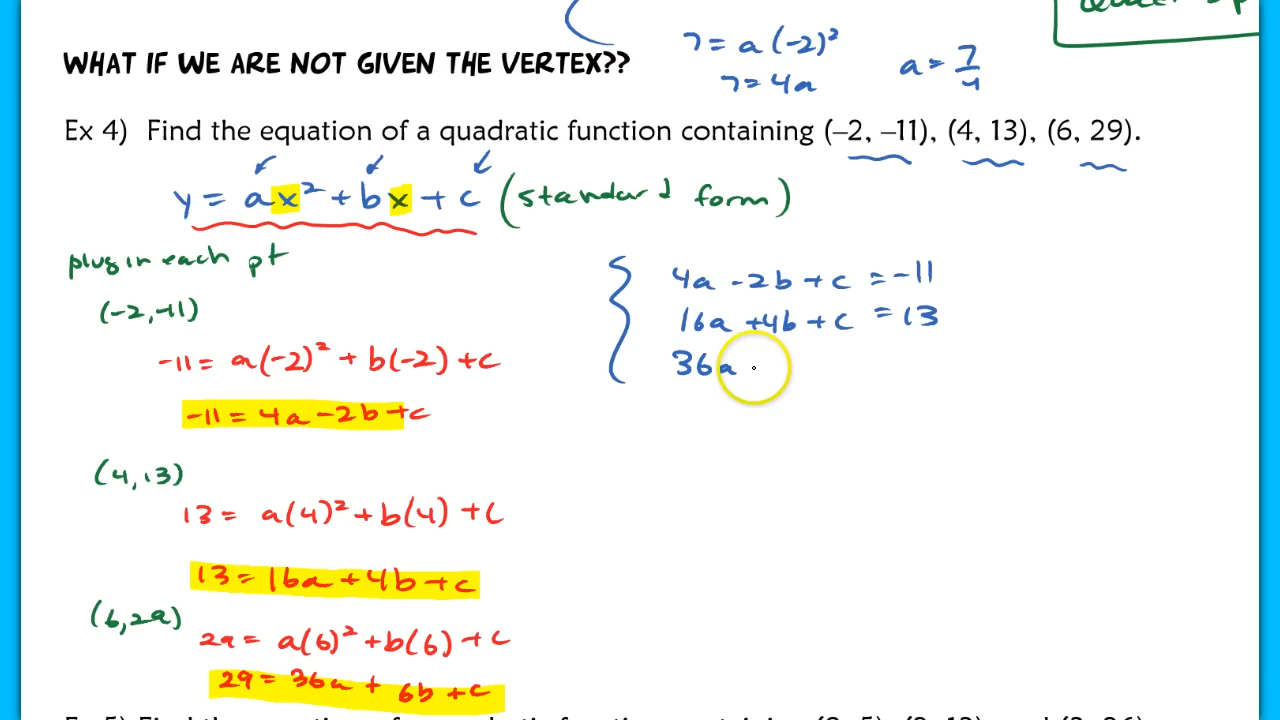 7 = a(-2)²
7 = 4a
a = 7/4
WHAT IF WE ARE NOT GIVEN THE VERTEX??
Ex 4) Find the equation of a quadratic function containing (–2, –11), (4, 13), (6, 29).
y = ax² + bx + c (standard form)
plug in each pt
(-2, -11)
-11 = a(-2)² + b(-2) + c
-11 = 4a - 2b + c
(4, 13)
13 = a(4)² + b(4) + c
13 = 16a + 4b + c
(6, 29)
29 = a(6)² + b(6) + c
29 = 36a + 6b + c
4a - 2b + c = -11
16a + 4b + c = 13
36a